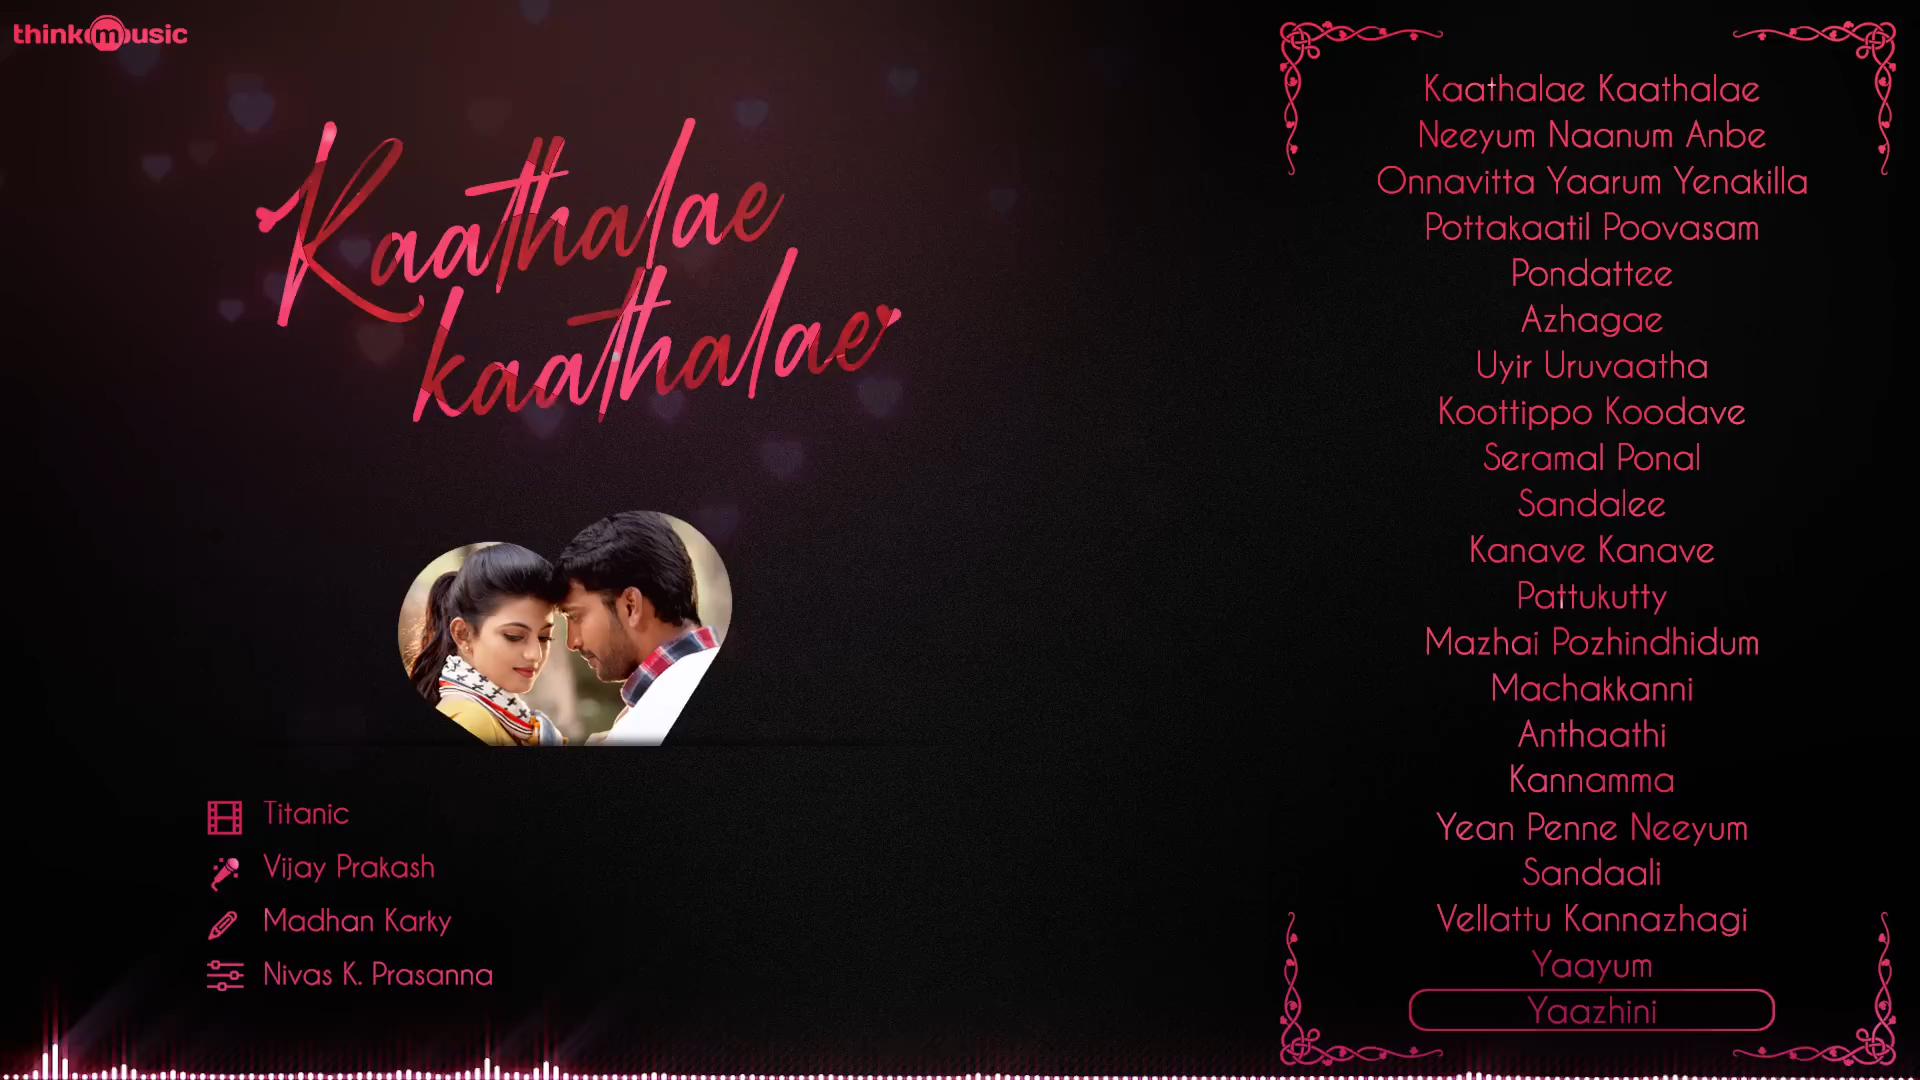 thinkmusic
Kaathalae
kaathalae
Titanic
Vijay Prakash
Madhan Karky
Nivas K. Prasanna
Kaathalae Kaathalae
Neeyum Naanum Anbe
Onnavitta Yaarum Yenakilla
Pottakaatil Poovasam
Pondattee
Azhagae
Uyir Uruvaatha
Koottippo Koodave
Seramal Ponal
Sandalee
Kanave Kanave
Pattukutty
Mazhai Pozhindhidum
Machakkanni
Anthaathi
Kannamma
Yean Penne Neeyum
Sandaali
Vellattu Kannazhagi
Yaayum
Yaazhini